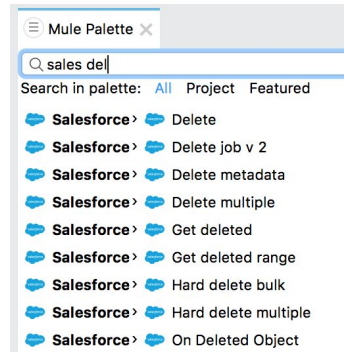 Mule Palette
sales del
Search in palette: All Project Featured
Salesforce › Delete
Salesforce › Delete job v 2
Salesforce › Delete metadata
Salesforce › Delete multiple
Salesforce › Get deleted
Salesforce › Get deleted range
Salesforce › Hard delete bulk
Salesforce › Hard delete multiple
Salesforce › On Deleted Object